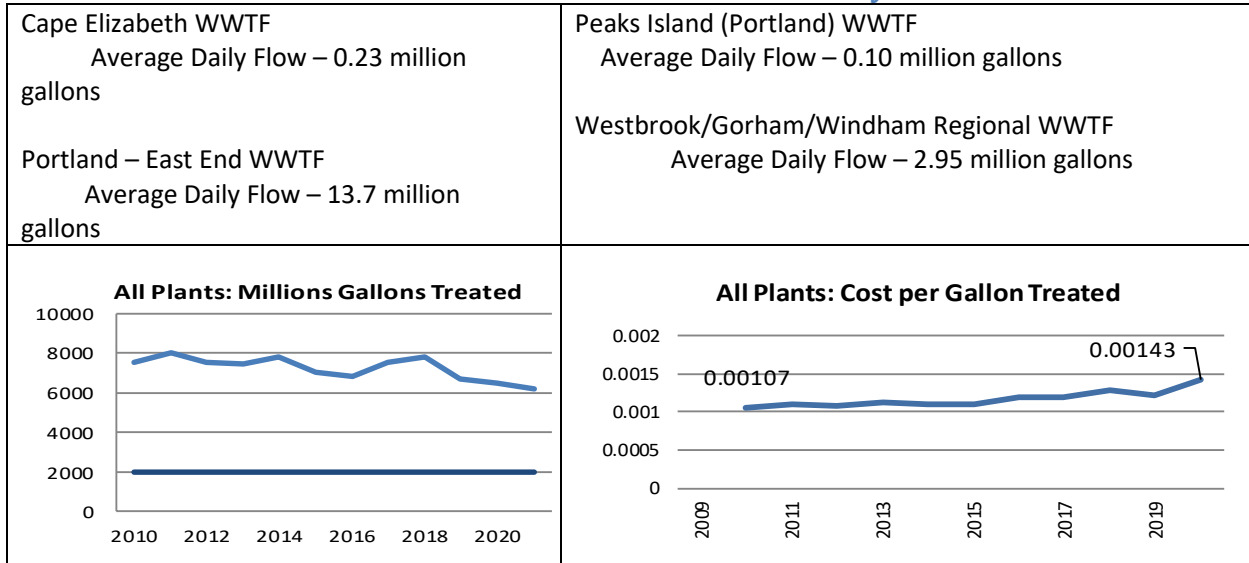 Cape Elizabeth WWTF
Average Daily Flow – 0.23 million
gallons
Portland – East End WWTF
Average Daily Flow – 13.7 million
gallons
Peaks Island (Portland) WWTF
Average Daily Flow – 0.10 million gallons
Westbrook/Gorham/Windham Regional WWTF
Average Daily Flow – 2.95 million gallons
All Plants: Millions Gallons Treated
10000
8000
6000
4000
2000
0
2010 2012 2014 2016 2018 2020
All Plants: Cost per Gallon Treated
0.002
0.0015
0.001
0.0005
0
0.00107
0.00143
2009 2011 2013 2015 2017 2019